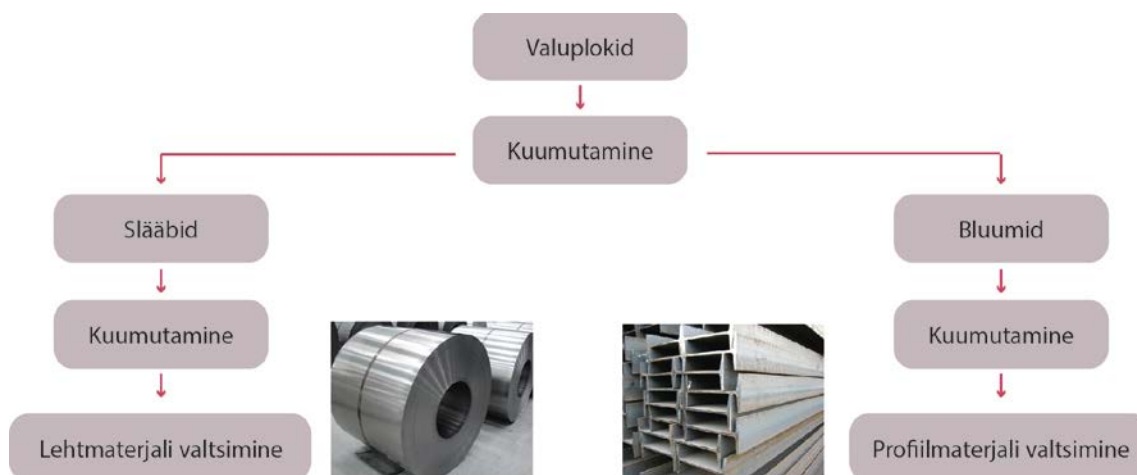 Valuplokid
Kuumutamine
Slääbid
Bluumid
Kuumutamine
Kuumutamine
Lehtmaterjali valtsimine
Profiilmaterjali valtsimine